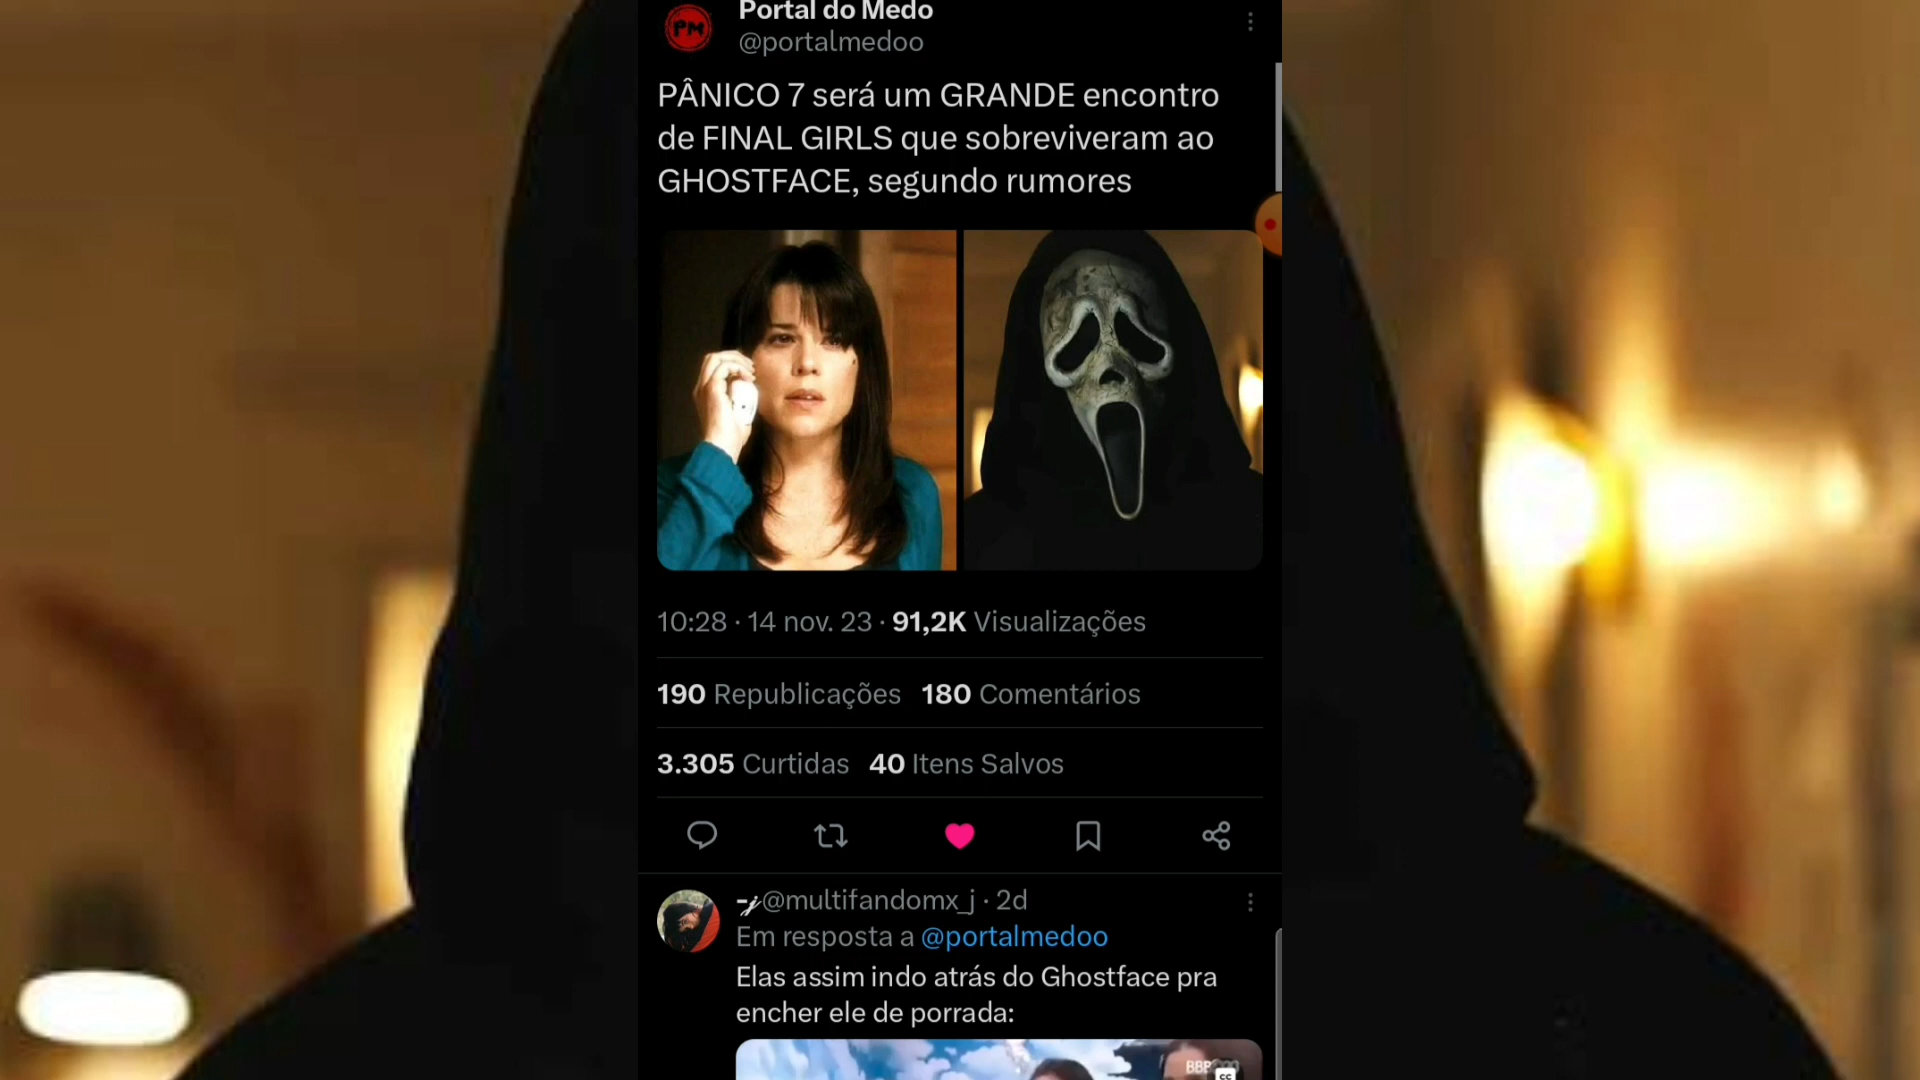 Portal do Medo
PM
@portalmedoo
PÂNICO 7 será um GRANDE encontro
de FINAL GIRLS que sobreviveram ao
GHOSTFACE, segundo rumores
10:28 · 14 nov. 23 · 91,2K Visualizações
190 Republicações 180 Comentários
3.305 Curtidas 40 Itens Salvos
@multifandomx_j · 2d
Em resposta a @portalmedoo
Elas assim indo atrás do Ghostface pra
encher ele de porrada:
CC